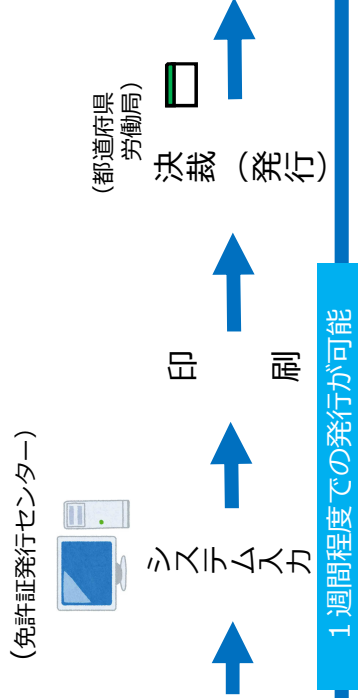 (免許証発行センター)
システム入力
印刷
(都道府県
労働局)
決裁(発行)
1週間程度での発行が可能